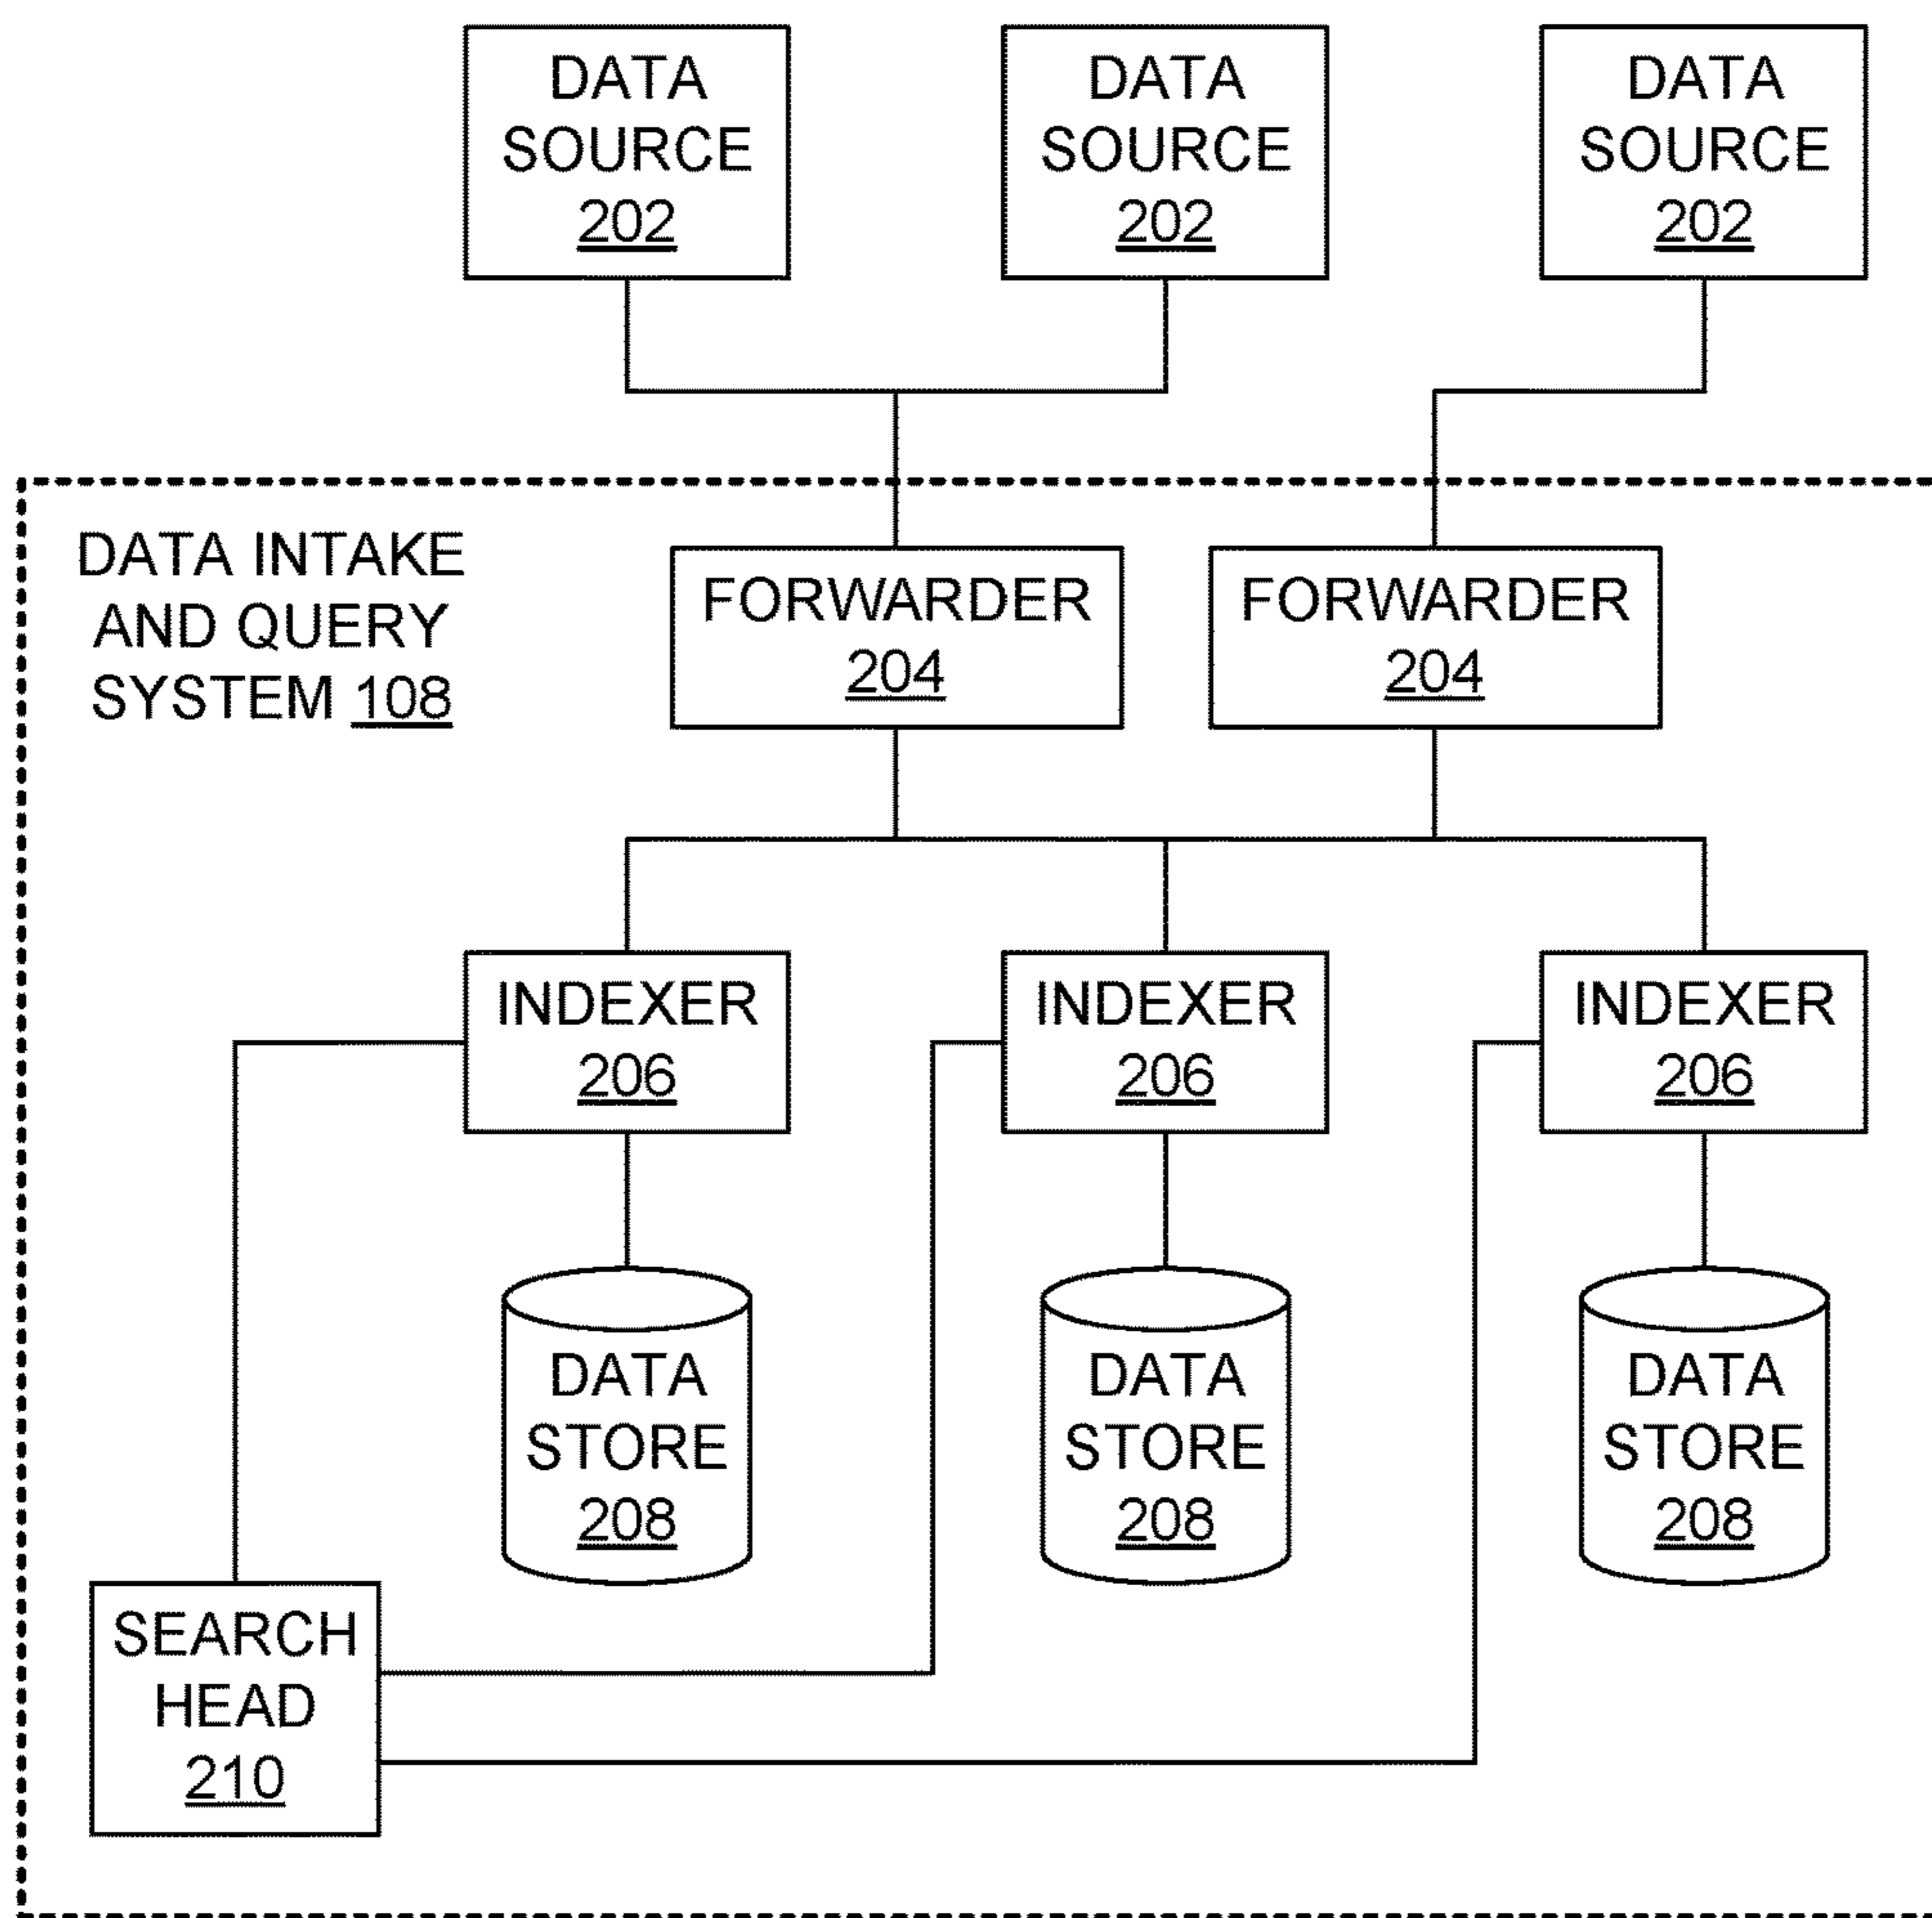 DATA
SOURCE
202
DATA
SOURCE
202
DATA
SOURCE
202
DATA INTAKE
AND QUERY
SYSTEM 108
FORWARDER
204
FORWARDER
204
INDEXER
206
INDEXER
206
INDEXER
206
DATA
STORE
208
DATA
STORE
208
DATA
STORE
208
SEARCH
HEAD
210